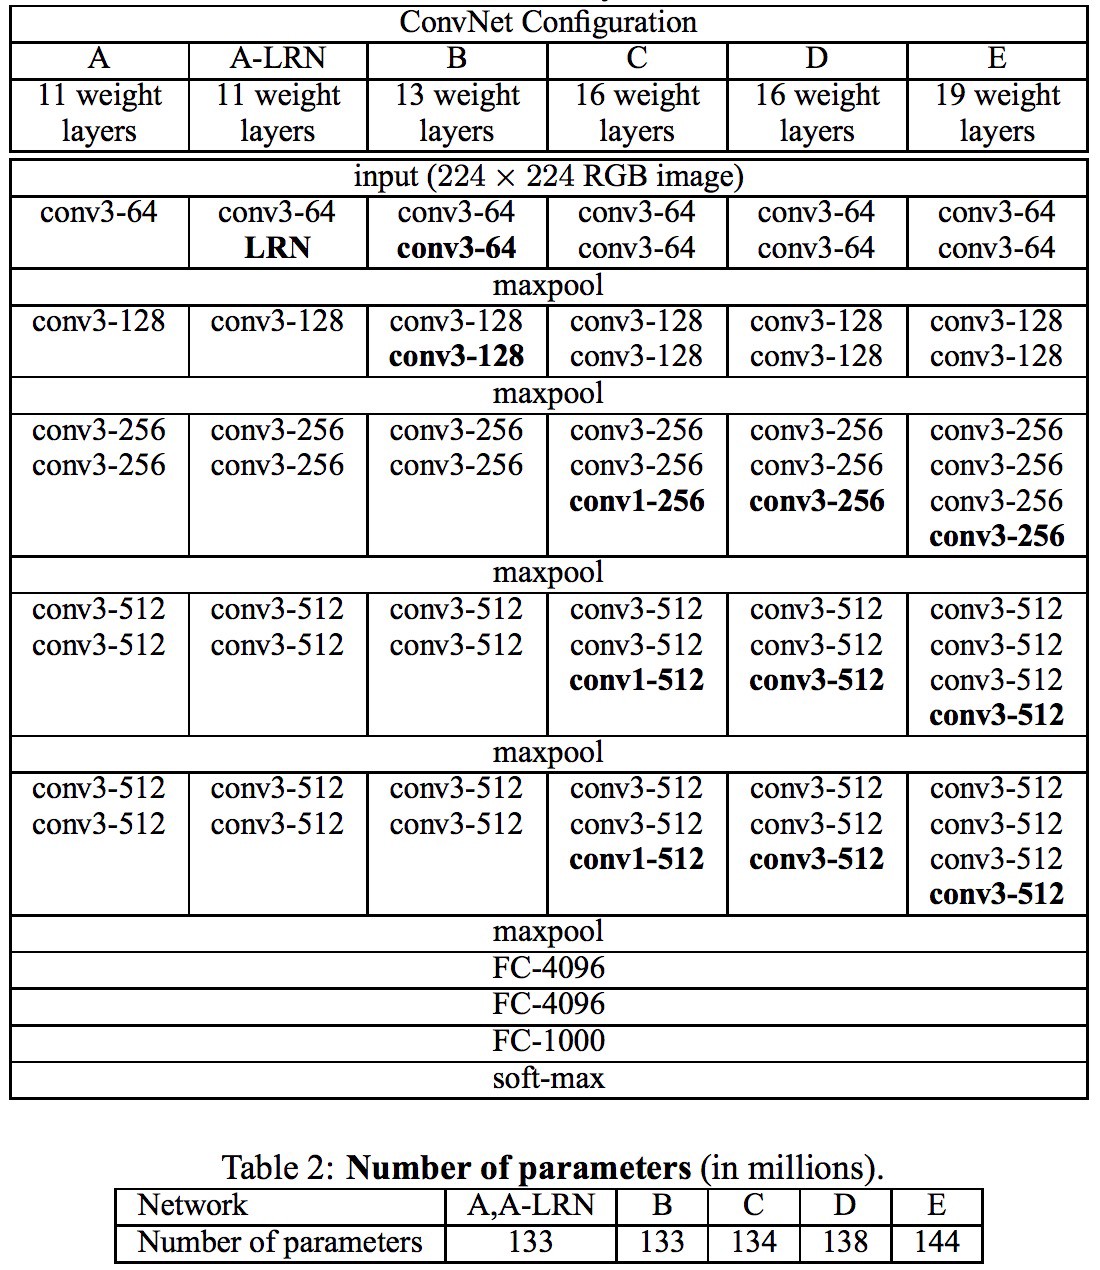 ConvNet Configuration
A A-LRN B C D E
11 weight 11 weight 13 weight 16 weight 16 weight 19 weight
layers layers layers layers layers layers
input (224 × 224 RGB image)
conv3-64 conv3-64 conv3-64 conv3-64 conv3-64 conv3-64
LRN conv3-64 conv3-64 conv3-64 conv3-64
maxpool
conv3-128 conv3-128 conv3-128 conv3-128 conv3-128 conv3-128
conv3-128 conv3-128 conv3-128 conv3-128
maxpool
conv3-256 conv3-256 conv3-256 conv3-256 conv3-256 conv3-256
conv3-256 conv3-256 conv3-256 conv3-256 conv3-256 conv3-256
conv1-256 conv3-256 conv3-256
conv3-256
maxpool
conv3-512 conv3-512 conv3-512 conv3-512 conv3-512 conv3-512
conv3-512 conv3-512 conv3-512 conv3-512 conv3-512 conv3-512
conv1-512 conv3-512 conv3-512
conv3-512
maxpool
conv3-512 conv3-512 conv3-512 conv3-512 conv3-512 conv3-512
conv3-512 conv3-512 conv3-512 conv3-512 conv3-512 conv3-512
conv1-512 conv3-512 conv3-512
conv3-512
maxpool
FC-4096
FC-4096
FC-1000
soft-max
Table 2: Number of parameters (in millions).
Network A,A-LRN B C D E
Number of parameters 133 133 134 138 144